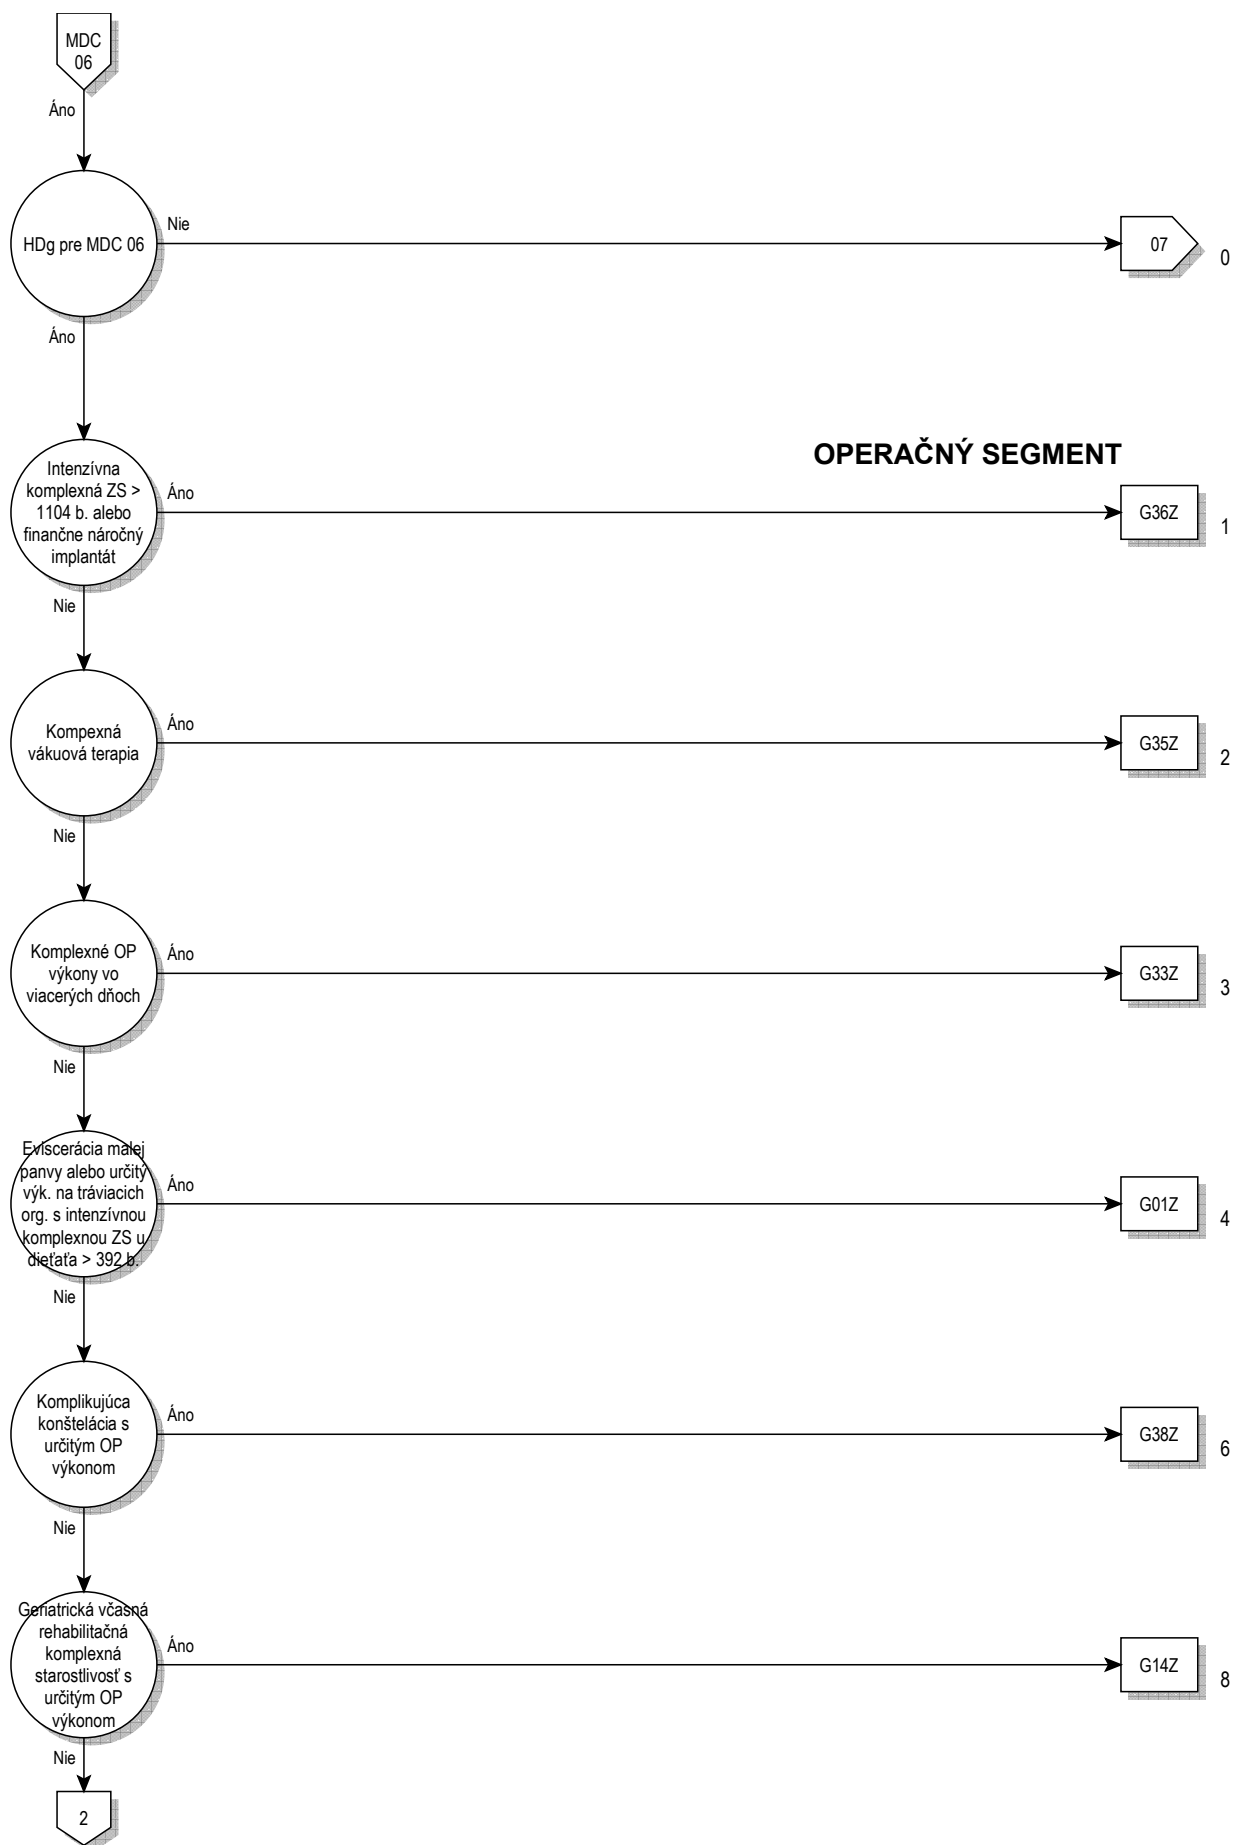 MDC
06
Áno
HDg pre MDC 06
Nie
07
0
Áno
OPERAČNÝ SEGMENT
Intenzívna
komplexná ZS >
1104 b. alebo
finančne náročný
implantát
Áno
G36Z
1
Nie
Kompexná
vákuová terapia
Áno
G35Z
2
Nie
Komplexné OP
výkony vo
viacerých dňoch
Áno
G33Z
3
Nie
Eviscerácia malej
panvy alebo určitý
výk. na tráviacich
org. s intenzívnou
komplexnou ZS u
dieťaťa > 392 b.
Áno
G01Z
4
Nie
Komplikujúca
konštelácia s
určitým OP
výkonom
Áno
G38Z
6
Nie
Geriatrická včasná
rehabilitačná
komplexná
starostlivosť s
určitým OP
výkonom
Áno
G14Z
8
Nie
2